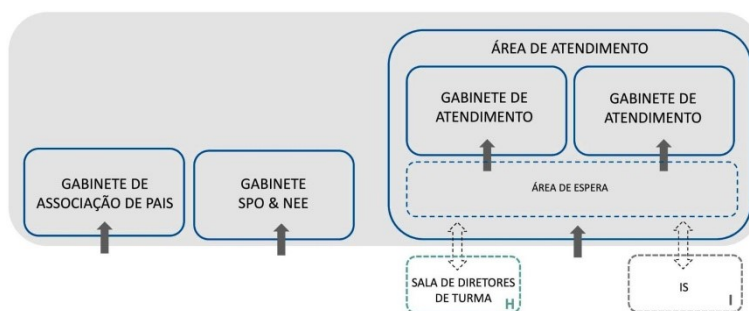 ÁREA DE ATENDIMENTO
GABINETE DE
ATENDIMENTO
GABINETE DE
ATENDIMENTO
GABINETE DE
ASSOCIAÇÃO DE PAIS
GABINETE
SPO & NEE
ÁREA DE ESPERA
SALA DE DIRETORES
DE TURMA
H
IS
I